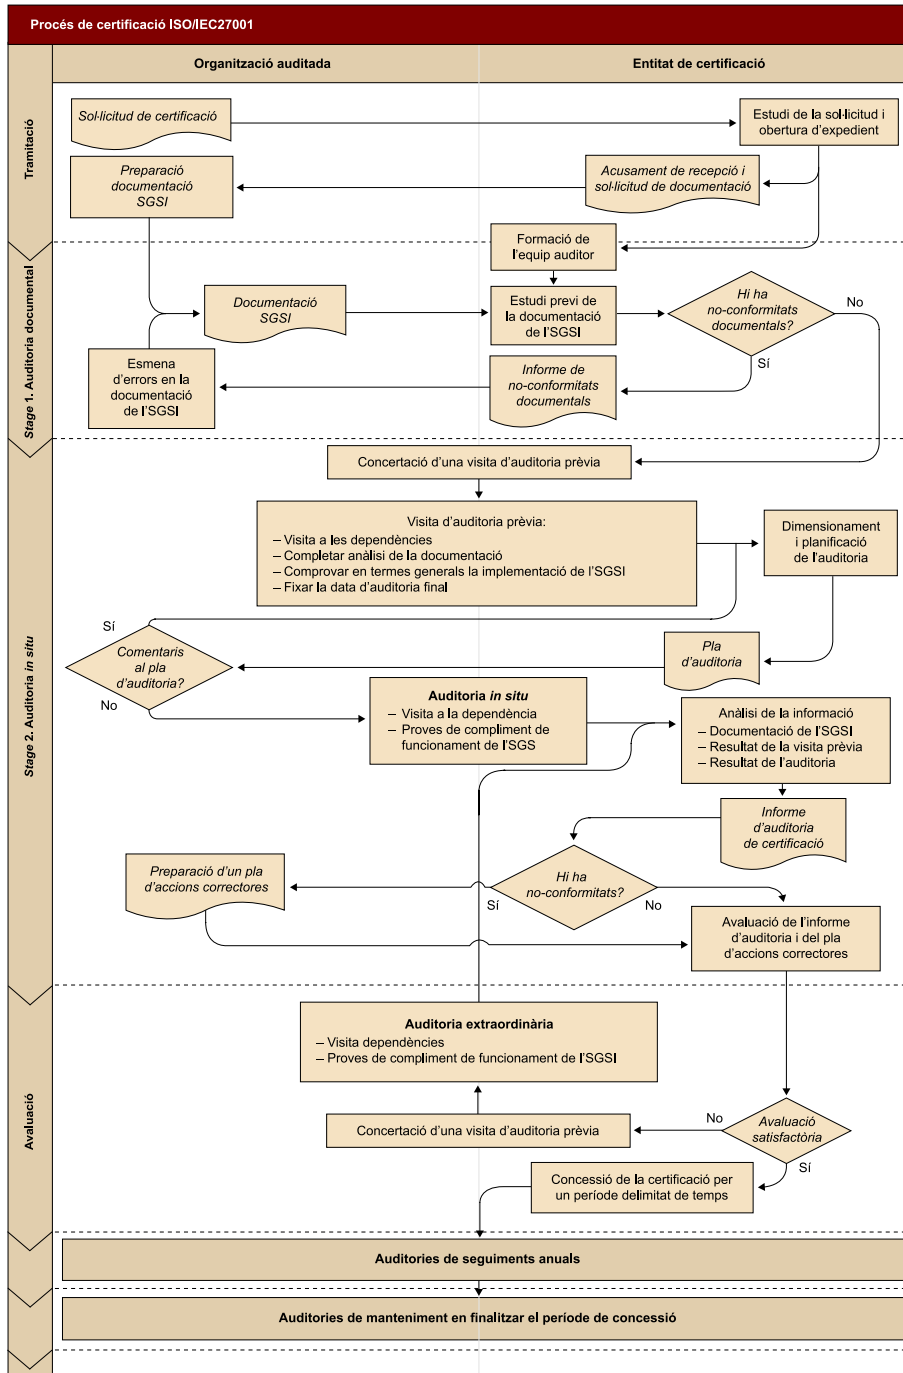 Procés de certificació ISO/IEC27001
Organització auditada
Entitat de certificació
Tramitació
Sol·licitud de certificació
Estudi de la sol·licitud i
obertura d’expedient
Preparació
documentació
SGSI
Acusament de recepció i
sol·licitud de documentació
Formació de
l’equip auditor
Stage 1. Auditoria documental
Documentació
SGSI
Estudi previ de
la documentació
de l’SGSI
Hi ha
no-conformitats
documentals?
No
Sí
Esmena
d’errors en la
documentació
de l’SGSI
Informe de
no-conformitats
documentals
Stage 2. Auditoria in situ
Concertació d’una visita d’auditoria prèvia
Visita d’auditoria prèvia:
– Visita a les dependències
– Completar anàlisi de la documentació
– Comprovar en termes generals la implementació de l’SGSI
– Fixar la data d’auditoria final
Dimensionament
i planificació
de l’auditoria
Sí
Comentaris
al pla
d’auditoria?
No
Pla
d’auditoria
Auditoria in situ
– Visita a la dependència
– Proves de compliment de
funcionament de l’SGS
Anàlisi de la informació
– Documentació de l’SGSI
– Resultat de la visita prèvia
– Resultat de l’auditoria
Informe
d’auditoria
de certificació
Preparació d’un pla
d’accions correctores
Hi ha
no-conformitats?
Sí
No
Avaluació de l’informe
d’auditoria i del pla
d’accions correctores
Avaluació
Auditoria extraordinària
– Visita dependències
– Proves de compliment de funcionament de l’SGSI
Concertació d’una visita d’auditoria prèvia
No
Avaluació
satisfactòria
Sí
Concessió de la certificació per
un període delimitat de temps
Auditories de seguiments anuals
Auditories de manteniment en finalitzar el període de concessió